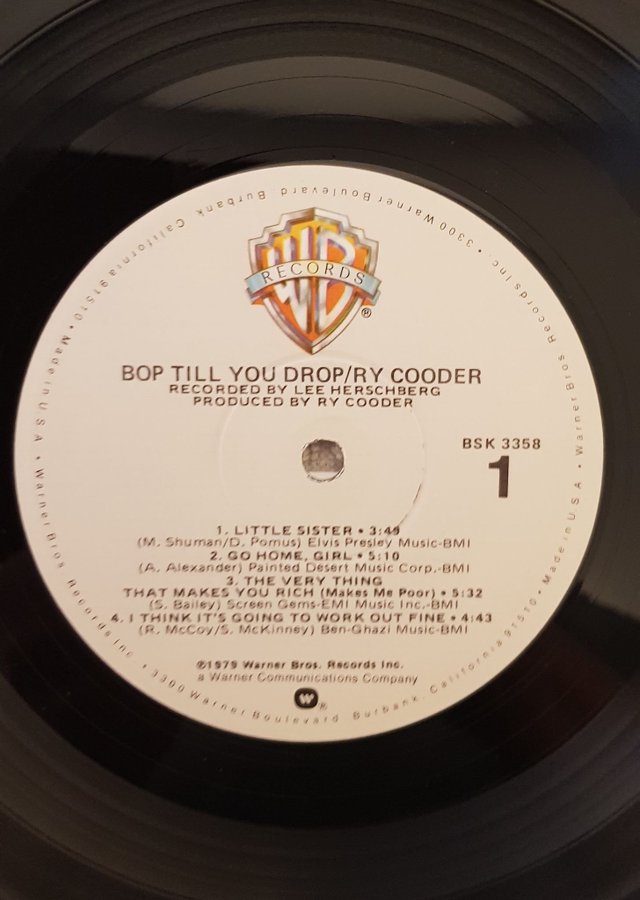 WB
RECORDS
®
BOP TILL YOU DROP/RY COODER
RECORDED BY LEE HERSCHBERG
PRODUCED BY RY COODER
BSK 3358
1
1. LITTLE SISTER • 3:49
(M. Shuman/D. Pomus) Elvis Presley Music-BMI
2. GO HOME, GIRL • 5:10
(A. Alexander) Painted Desert Music Corp.-BMI
3. THE VERY THING
THAT MAKES YOU RICH (Makes Me Poor) • 5:32
(S. Bailey) Screen Gems-EMI Music Inc.-BMI
4. I THINK IT'S GOING TO WORK OUT FINE • 4:43
(R. McCoy/S. McKinney) Ben-Ghazi Music-BMI
©1979 Warner Bros. Records Inc.
a Warner Communications Company
W®
Made in U.S.A. • Warner Bros. Records Inc. • 3300 Warner Boulevard, Burbank, California 91510 • Made in U.S.A. • Warner Bros. Records Inc. • 3300 Warner Boulevard, Burbank, California 91510 •